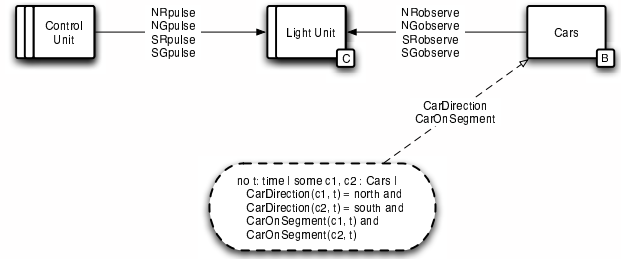 Control
Unit
NRpulse
NGpulse
SRpulse
SGpulse
Light Unit
C
NRobserve
NGobserve
SRobserve
SGobserve
Cars
B
CarDirection
CarOnSegment
no t: time | some c1, c2 : Cars |
CarDirection(c1, t) = north and
CarDirection(c2, t) = south and
CarOnSegment(c1, t) and
CarOnSegment(c2, t)